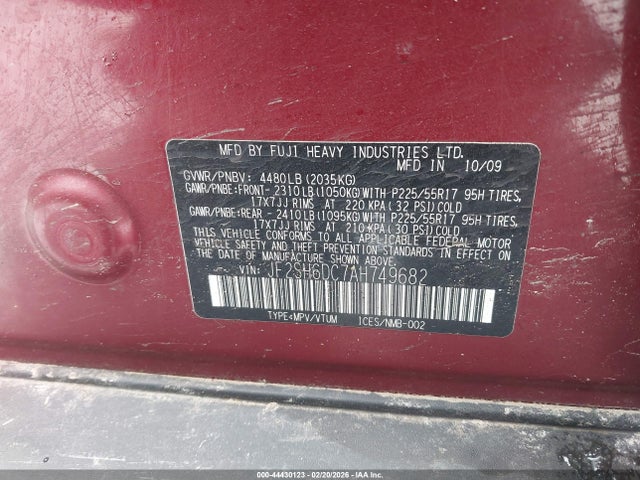 MFD BY FUJI HEAVY INDUSTRIES LTD.
MFD IN 10/09
GVWR/PNBV: 4480LB(2035KG)
GAWR/PNBE:FRONT- 2310LB(1050KG)WITH P225/55R17 95H TIRES,
17X7JJ RIMS AT 220 KPA(32 PSI)COLD
GAWR/PNBE:REAR - 2410LB(1095KG)WITH P225/55R17 95H TIRES,
17X7JJ RIMS AT 210 KPA(30 PSI)COLD
THIS VEHICLE CONFORMS TO ALL APPLICABLE FEDERAL MOTOR
VEHICLE SAFETY AND THEFT PREVENTION STANDARDS IN EFFECT ON
THE DATE OF MANUFACTURE SHOWN ABOVE.
VIN: JF2SH6DC7AH749682
TYPE<MPV/VTUM ICES/NMB-002
000-44430123 - 02/20/2026 - Copyright IAA, LLC